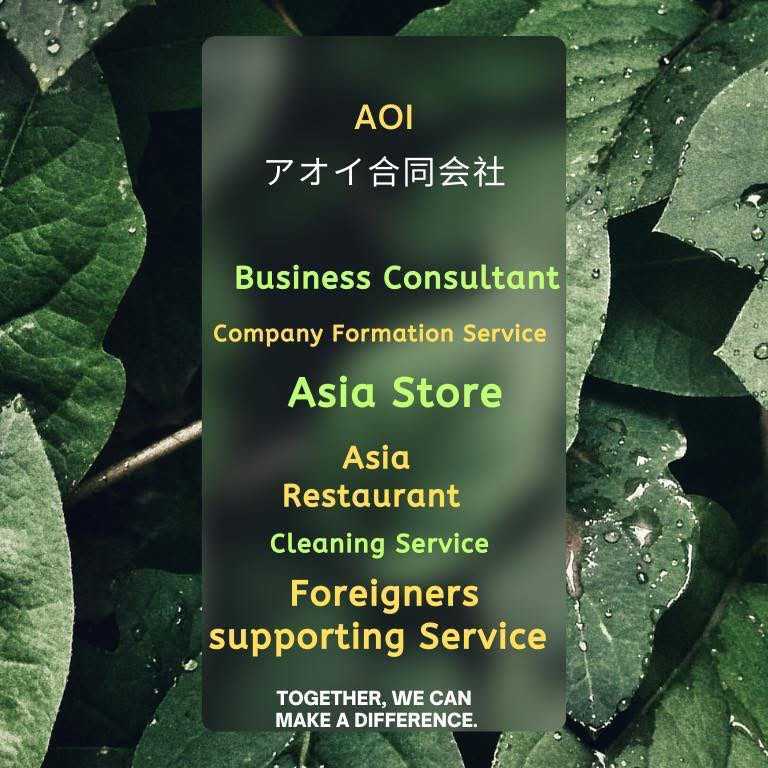 AOI
アオイ合同会社
Business Consultant
Company Formation Service
Asia Store
Asia
Restaurant
Cleaning Service
Foreigners
supporting Service
TOGETHER, WE CAN
MAKE A DIFFERENCE.